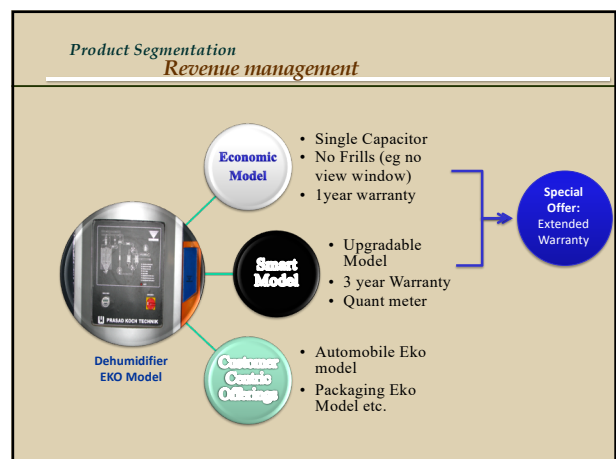 Product Segmentation
Revenue management
Economic
Model
• Single Capacitor
• No Frills (eg no
view window)
• 1year warranty
Special
Offer:
Extended
Warranty
Smart
Model
• Upgradable
Model
• 3 year Warranty
• Quant meter
PRASAD KOCH TECHNIK
Dehumidifier
EKO Model
Customer
Centric
Offerings
• Automobile Eko
model
• Packaging Eko
Model etc.